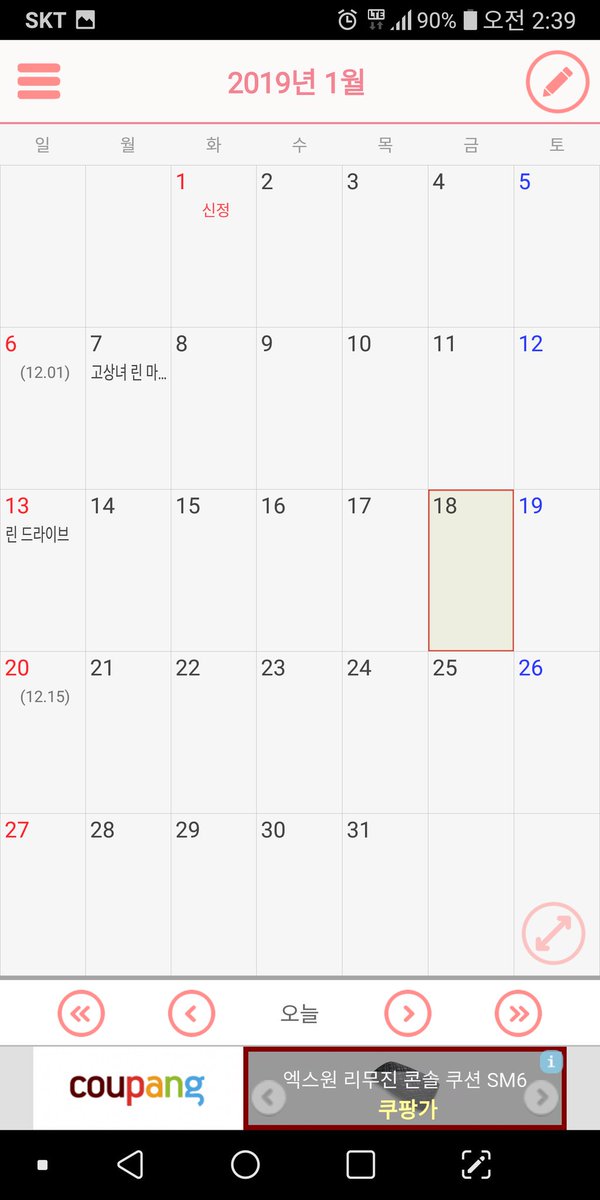 SKT LTE 90% 오전 2:39
2019년 1월
일 월 화 수 목 금 토
1 2 3 4 5
신정
6 7 8 9 10 11 12
(12.01) 고상녀 린 마...
13 14 15 16 17 18 19
린 드라이브
20 21 22 23 24 25 26
(12.15)
27 28 29 30 31
오늘
coupang
엑스원 리무진 콘솔 쿠션 SM6
쿠팡가
i